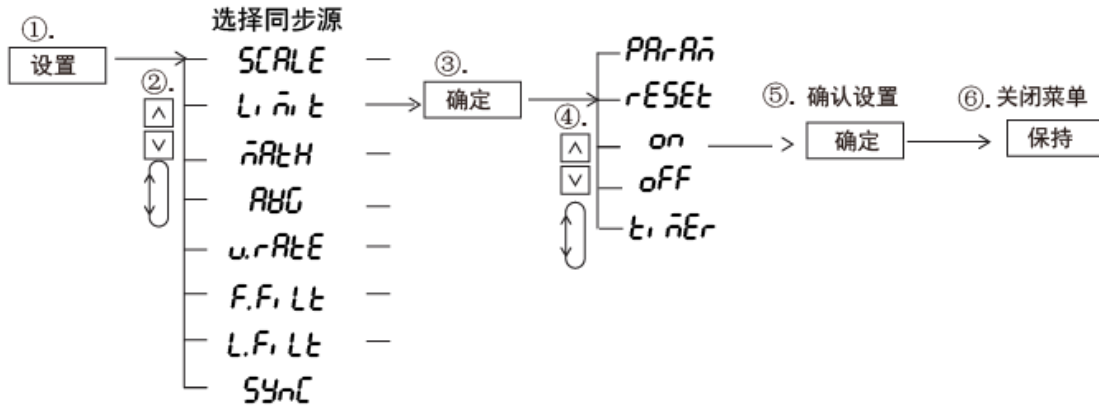 选择同步源
①.
设置
②.
SCALE
Limit
mAtH
AVG
u.rAtE
F.FiLt
L.FiLt
SYnC
③.
确定
④.
PArAm
rESEt
on
oFF
timEr
⑤. 确认设置
确定
⑥. 关闭菜单
保持